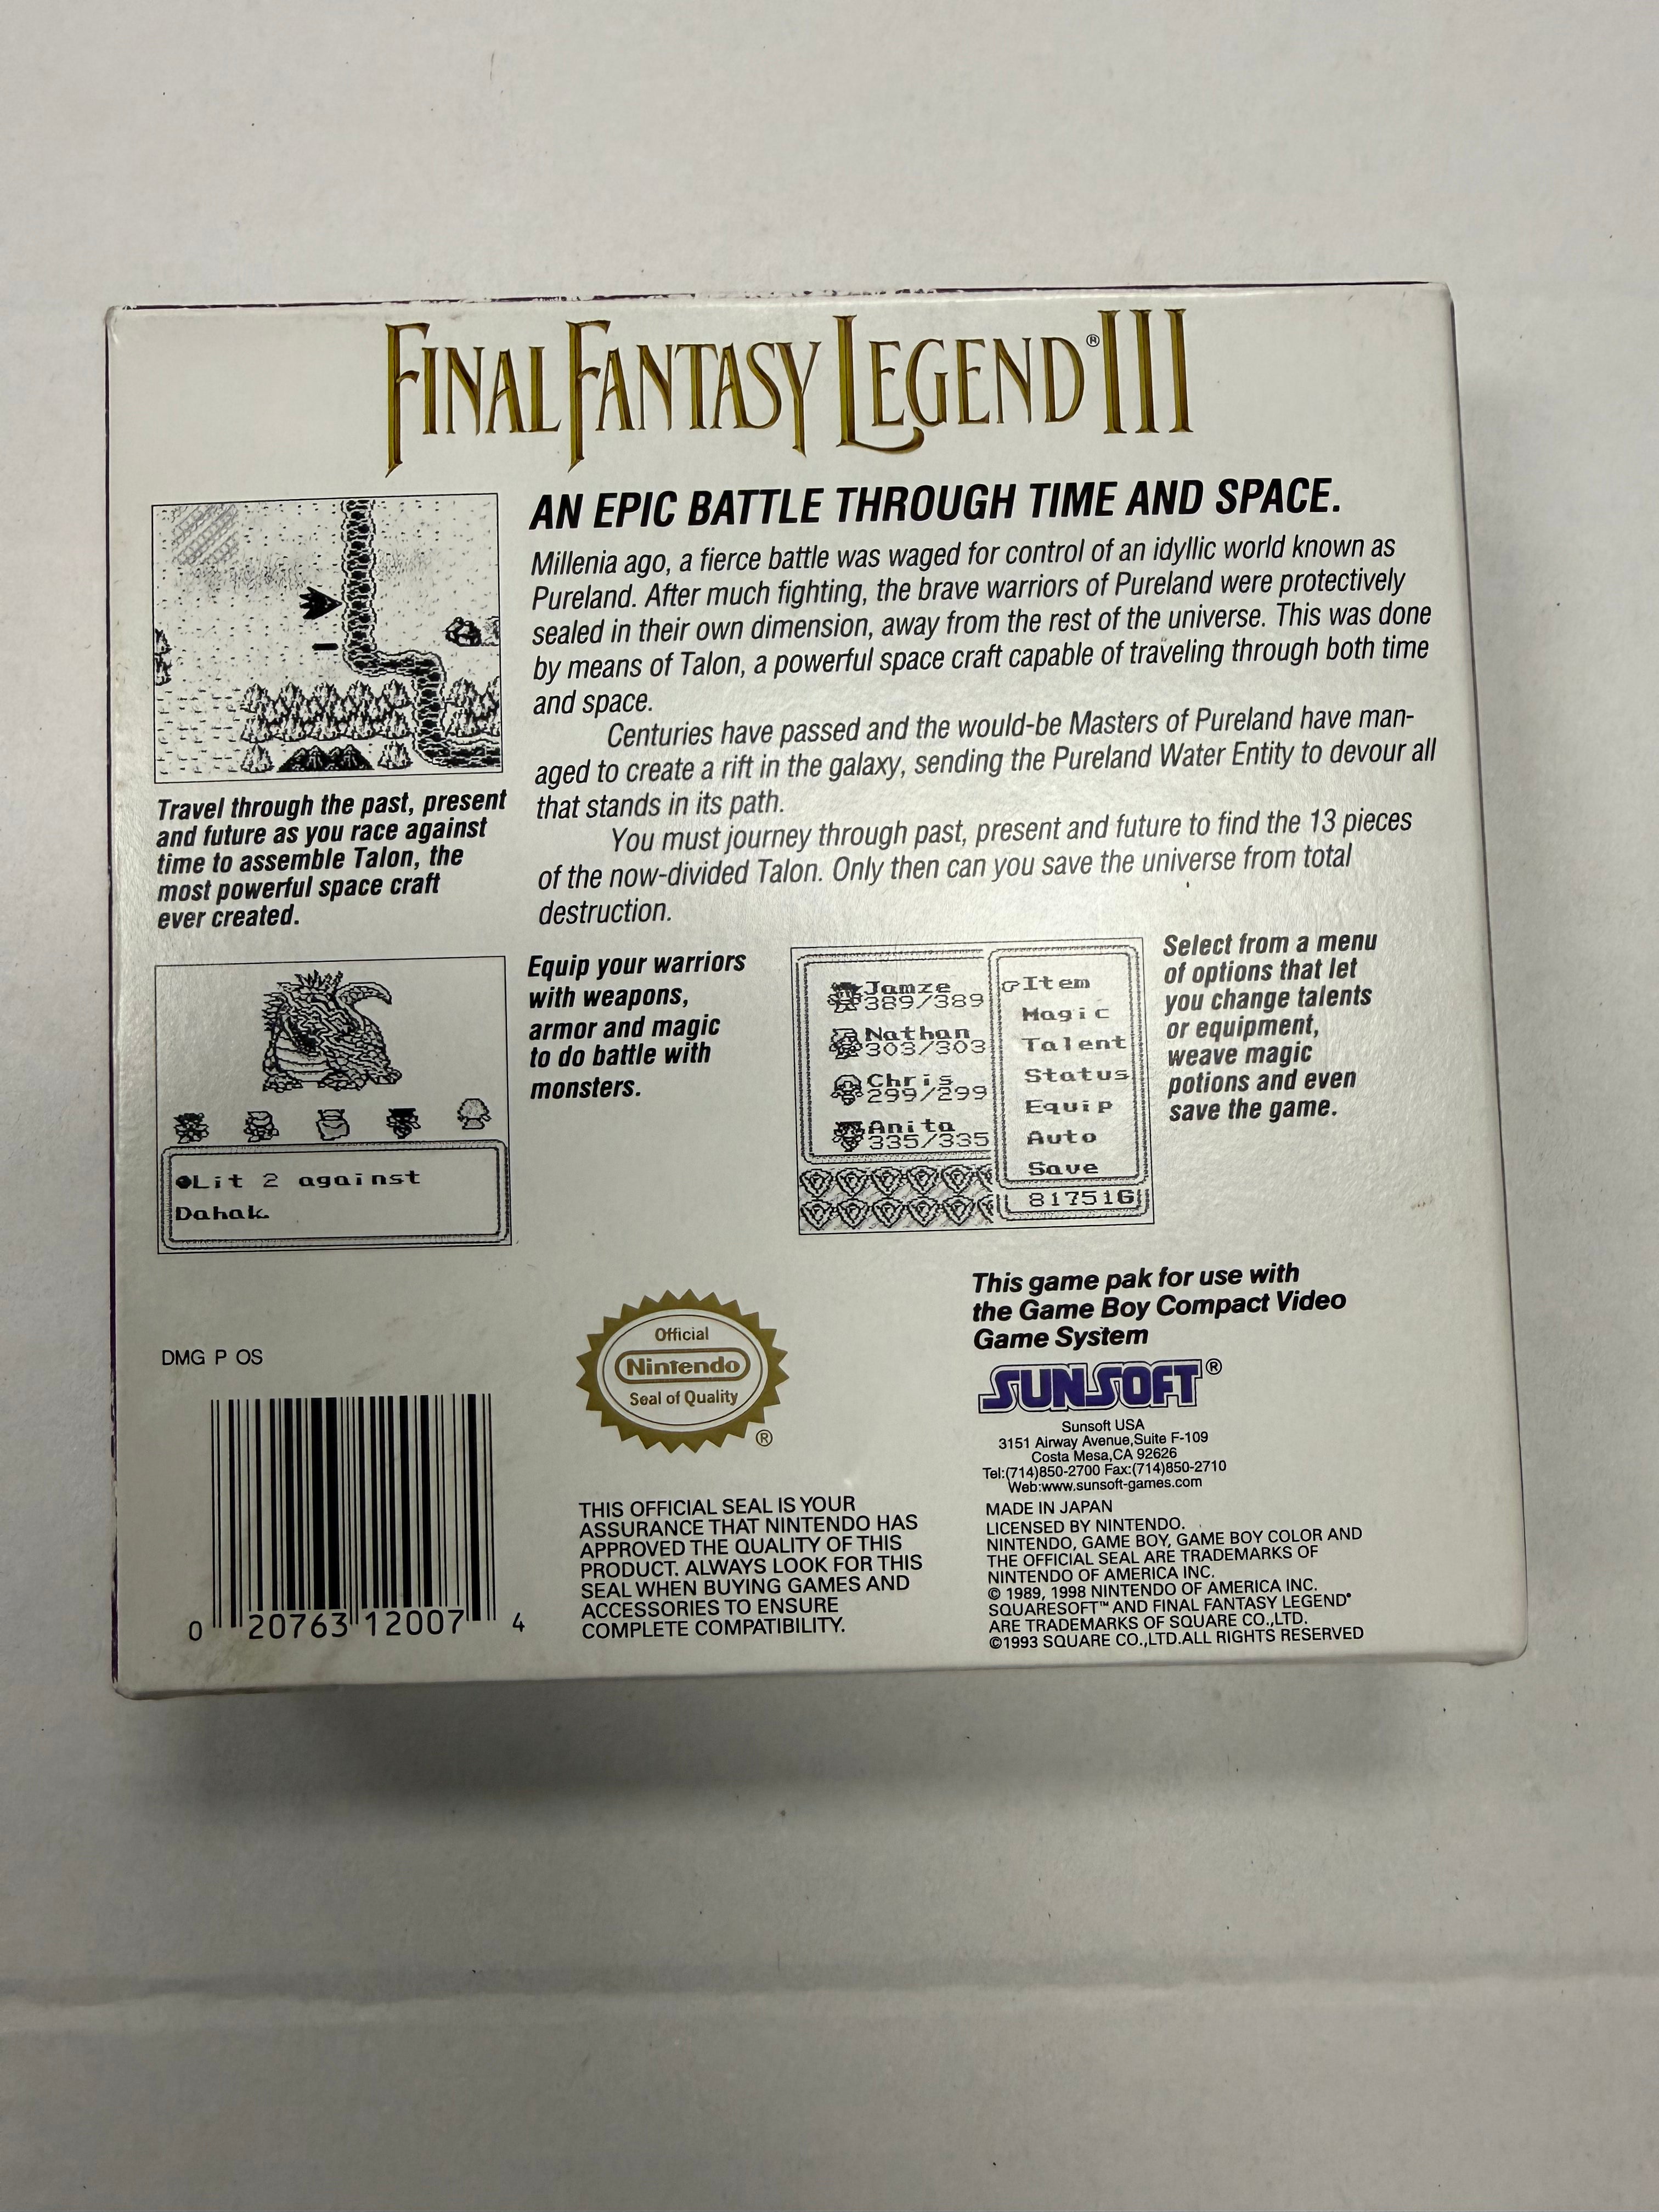 FINAL FANTASY LEGEND® III
AN EPIC BATTLE THROUGH TIME AND SPACE.
Millenia ago, a fierce battle was waged for control of an idyllic world known as
Pureland. After much fighting, the brave warriors of Pureland were protectively
sealed in their own dimension, away from the rest of the universe. This was done
by means of Talon, a powerful space craft capable of traveling through both time
and space.
Centuries have passed and the would-be Masters of Pureland have man-
aged to create a rift in the galaxy, sending the Pureland Water Entity to devour all
that stands in its path.
You must journey through past, present and future to find the 13 pieces
of the now-divided Talon. Only then can you save the universe from total
destruction.
Travel through the past, present
and future as you race against
time to assemble Talon, the
most powerful space craft
ever created.
●Lit 2 against
Dahak.
Equip your warriors
with weapons,
armor and magic
to do battle with
monsters.
Jamze
389/389
Nathan
303/303
Chris
299/299
Anita
335/335
Item
Magic
Talent
Status
Equip
Auto
Save
817516
Select from a menu
of options that let
you change talents
or equipment,
weave magic
potions and even
save the game.
DMG P OS
0 20763 12007 4
Official
Nintendo
Seal of Quality
®
THIS OFFICIAL SEAL IS YOUR
ASSURANCE THAT NINTENDO HAS
APPROVED THE QUALITY OF THIS
PRODUCT. ALWAYS LOOK FOR THIS
SEAL WHEN BUYING GAMES AND
ACCESSORIES TO ENSURE
COMPLETE COMPATIBILITY.
This game pak for use with
the Game Boy Compact Video
Game System
SUNSOFT®
Sunsoft USA
3151 Airway Avenue,Suite F-109
Costa Mesa,CA 92626
Tel:(714)850-2700 Fax:(714)850-2710
Web:www.sunsoft-games.com
MADE IN JAPAN
LICENSED BY NINTENDO.
NINTENDO, GAME BOY, GAME BOY COLOR AND
THE OFFICIAL SEAL ARE TRADEMARKS OF
NINTENDO OF AMERICA INC.
© 1989, 1998 NINTENDO OF AMERICA INC.
SQUARESOFT™ AND FINAL FANTASY LEGEND®
ARE TRADEMARKS OF SQUARE CO.,LTD.
©1993 SQUARE CO.,LTD.ALL RIGHTS RESERVED